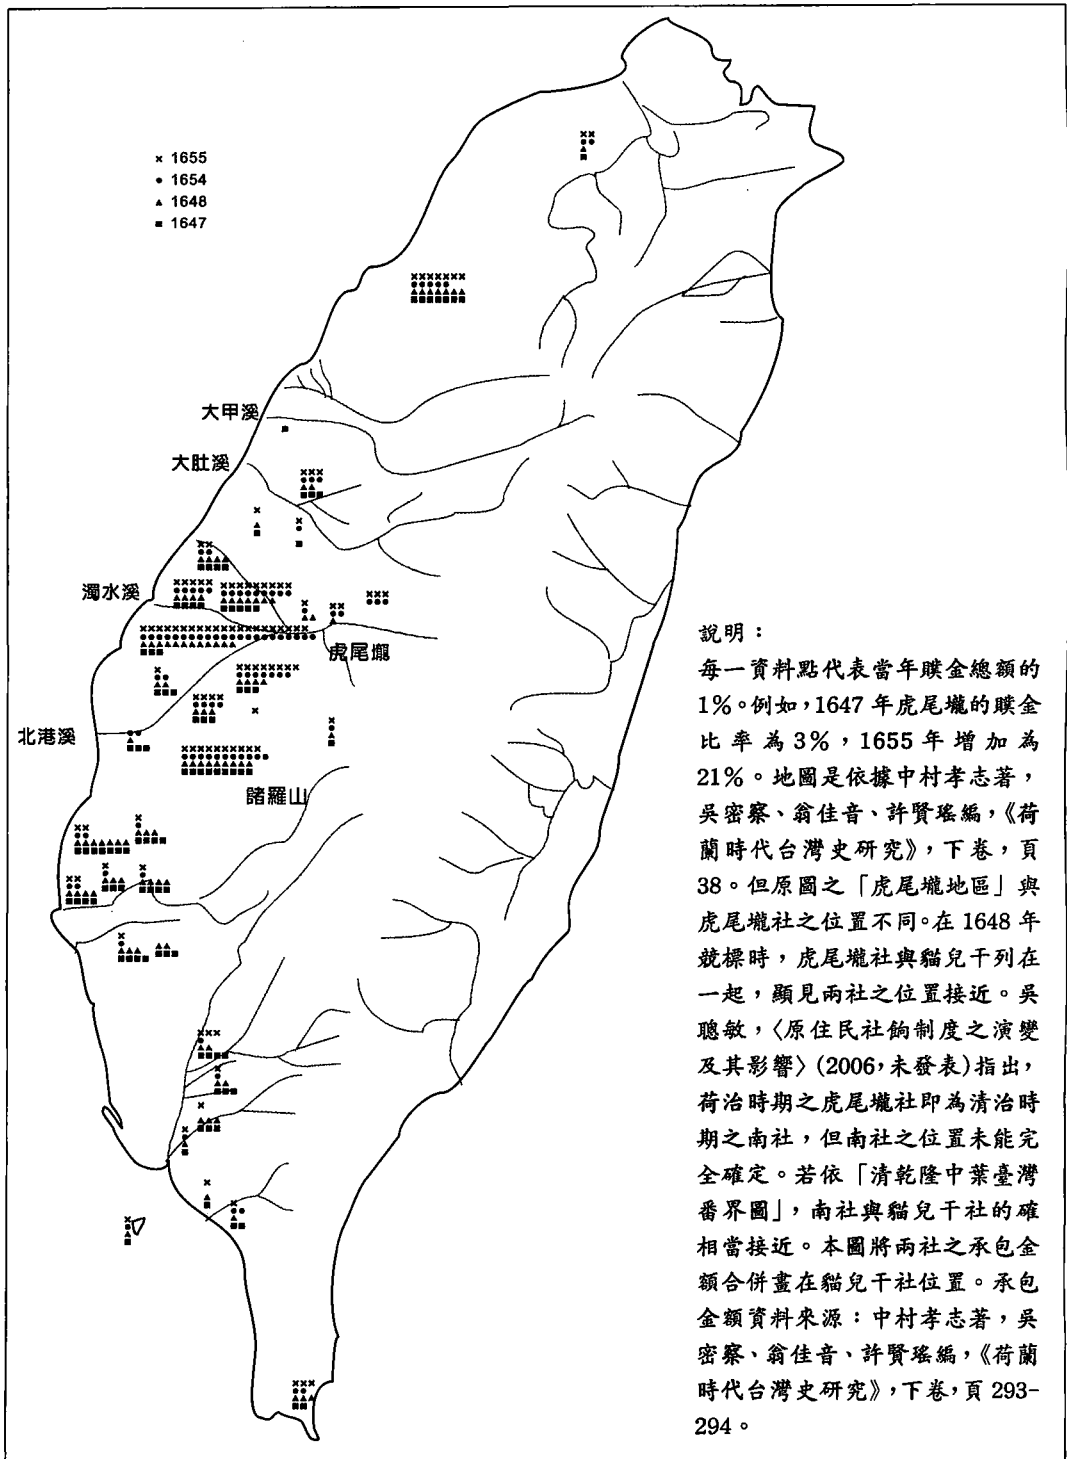 × 1655
● 1654
▲ 1648
■ 1647
大甲溪
大肚溪
濁水溪
虎尾壠
北港溪
諸羅山
說明：
每一資料點代表當年贌金總額的
1%。例如，1647 年虎尾壠的贌金
比率為 3%，1655 年增加為
21%。地圖是依據中村孝志著，
吳密察、翁佳音、許賢瑤編，《荷
蘭時代台灣史研究》，下卷，頁
38。但原圖之「虎尾壠地區」與
虎尾壠社之位置不同。在 1648 年
競標時，虎尾壠社與貓兒干列在
一起，顯見兩社之位置接近。吳
聰敏，〈原住民社餉制度之演變
及其影響〉(2006，未發表)指出，
荷治時期之虎尾壠社即為清治時
期之南社，但南社之位置未能完
全確定。若依「清乾隆中葉臺灣
番界圖」，南社與貓兒干社的確
相當接近。本圖將兩社之承包金
額合併畫在貓兒干社位置。承包
金額資料來源：中村孝志著，吳
密察、翁佳音、許賢瑤編，《荷蘭
時代台灣史研究》，下卷，頁 293-
294。